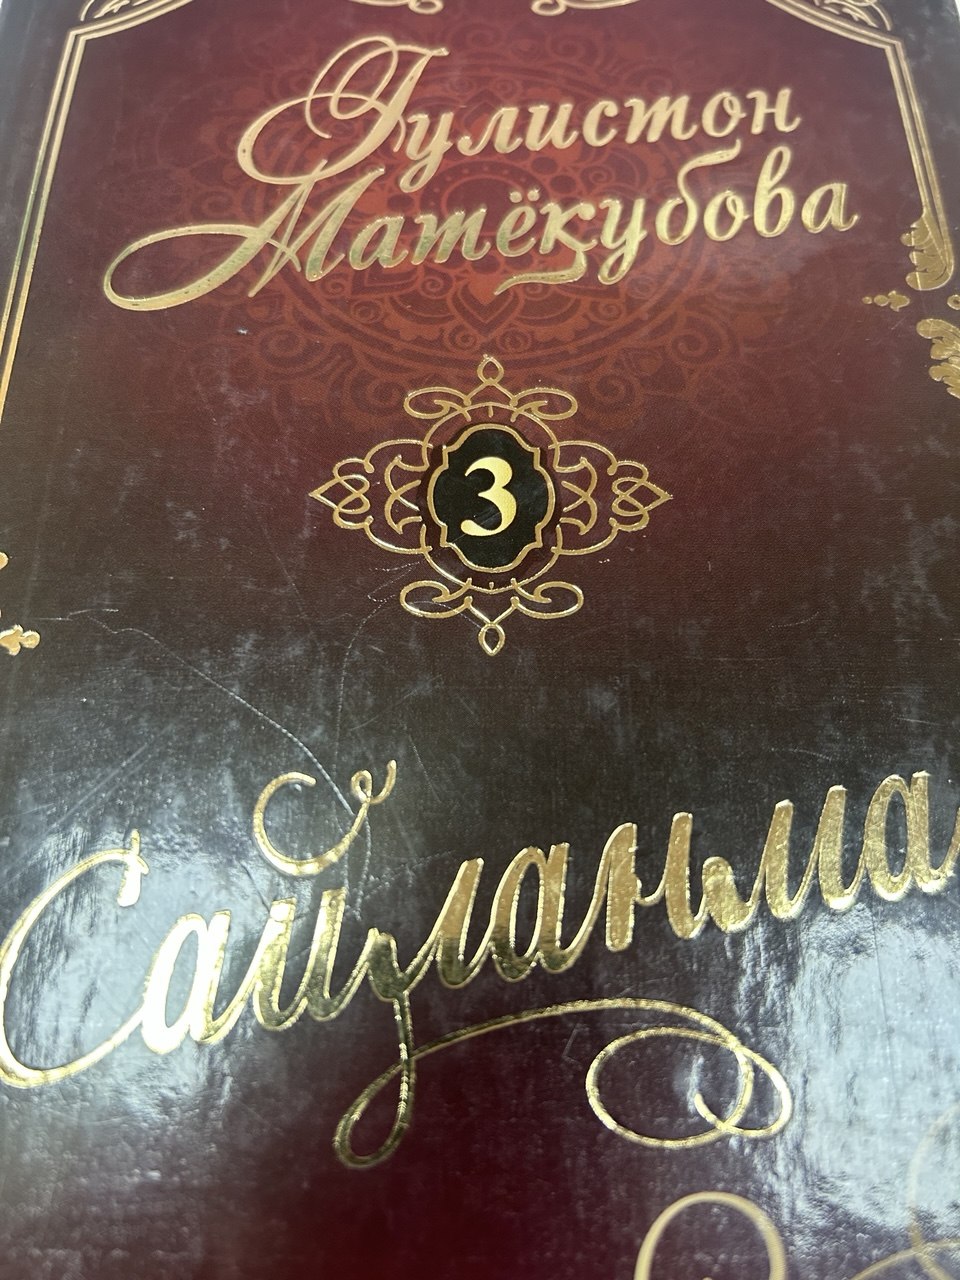 Гулистон
Матёқубова
3
Сайланма